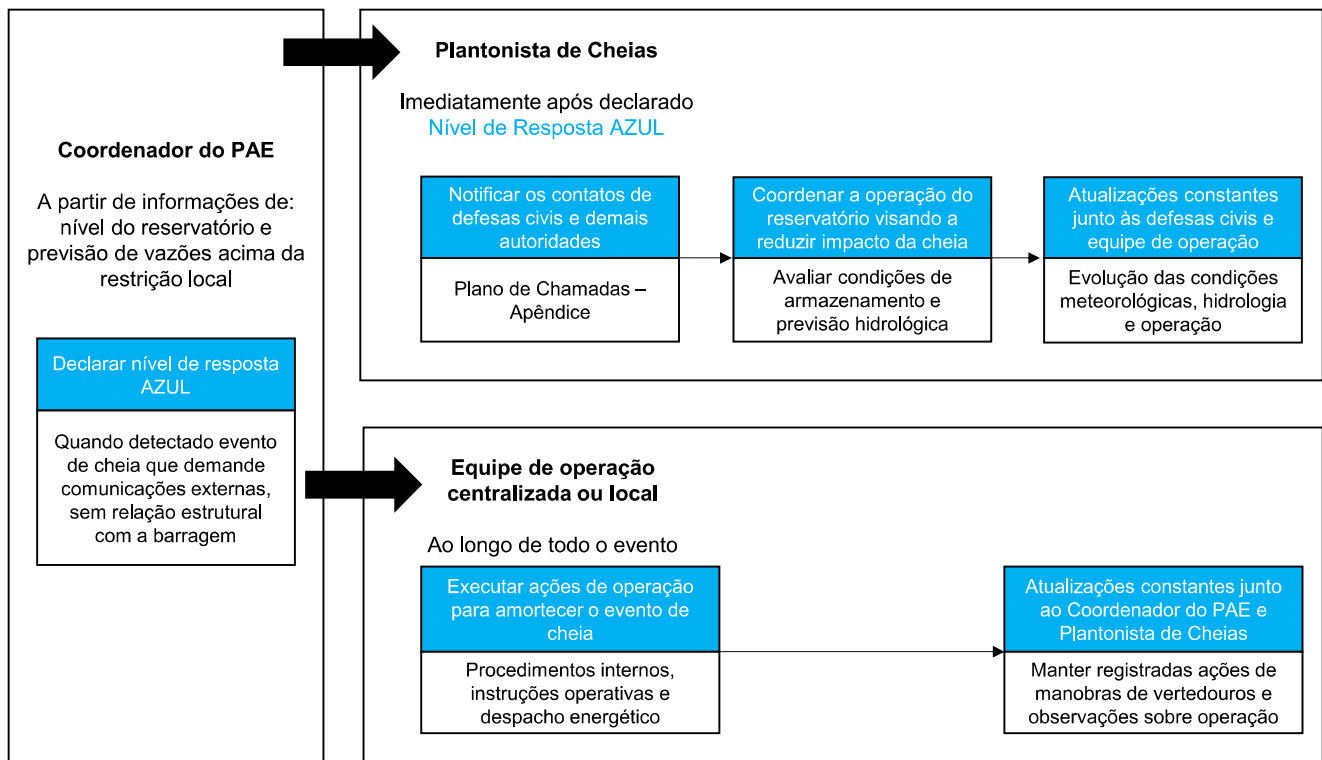 Coordenador do PAE
A partir de informações de:
nível do reservatório e
previsão de vazões acima da
restrição local
Declarar nível de resposta
AZUL
Quando detectado evento
de cheia que demande
comunicações externas,
sem relação estrutural
com a barragem
Plantonista de Cheias
Imediatamente após declarado
Nível de Resposta AZUL
Notificar os contatos de
defesas civis e demais
autoridades
Plano de Chamadas –
Apêndice
Coordenar a operação do
reservatório visando a
reduzir impacto da cheia
Avaliar condições de
armazenamento e
previsão hidrológica
Atualizações constantes
junto às defesas civis e
equipe de operação
Evolução das condições
meteorológicas, hidrologia
e operação
Equipe de operação
centralizada ou local
Ao longo de todo o evento
Executar ações de operação
para amortecer o evento de
cheia
Procedimentos internos,
instruções operativas e
despacho energético
Atualizações constantes junto
ao Coordenador do PAE e
Plantonista de Cheias
Manter registradas ações de
manobras de vertedouros e
observações sobre operação